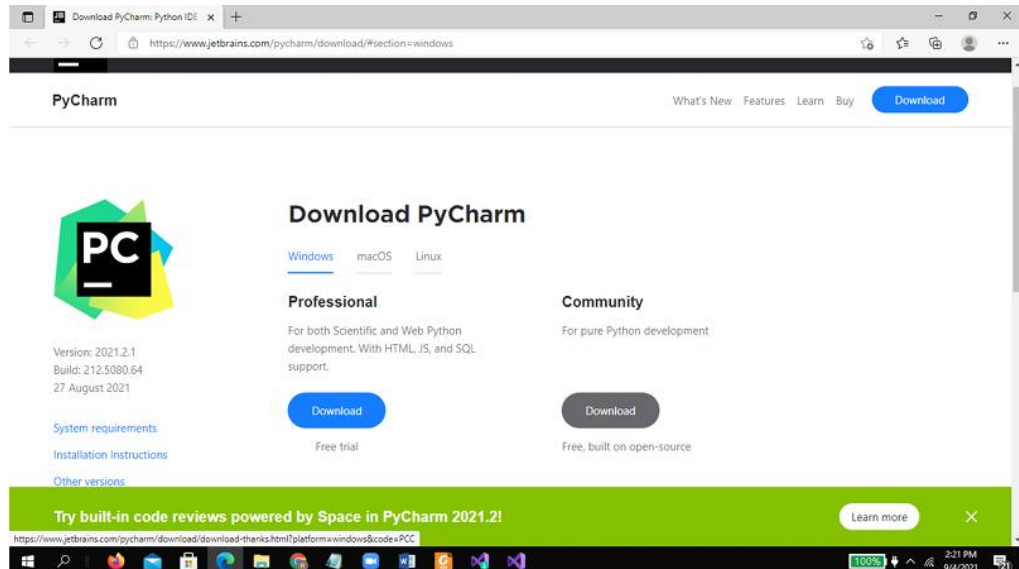 Download PyCharm: Python IDE
https://www.jetbrains.com/pycharm/download/#section=windows
PyCharm
What's New Features Learn Buy Download
PC
Download PyCharm
Windows macOS Linux
Professional
Community
For both Scientific and Web Python
development. With HTML, JS, and SQL
support.
For pure Python development
Version: 2021.2.1
Build: 212.5080.64
27 August 2021
Download
Download
Free trial
Free, built on open-source
System requirements
Installation Instructions
Other versions
Try built-in code reviews powered by Space in PyCharm 2021.2!
Learn more
https://www.jetbrains.com/pycharm/download/download-thanks.html?platform=windows&code=PCC
100%
2:21 PM
9/4/2021
21